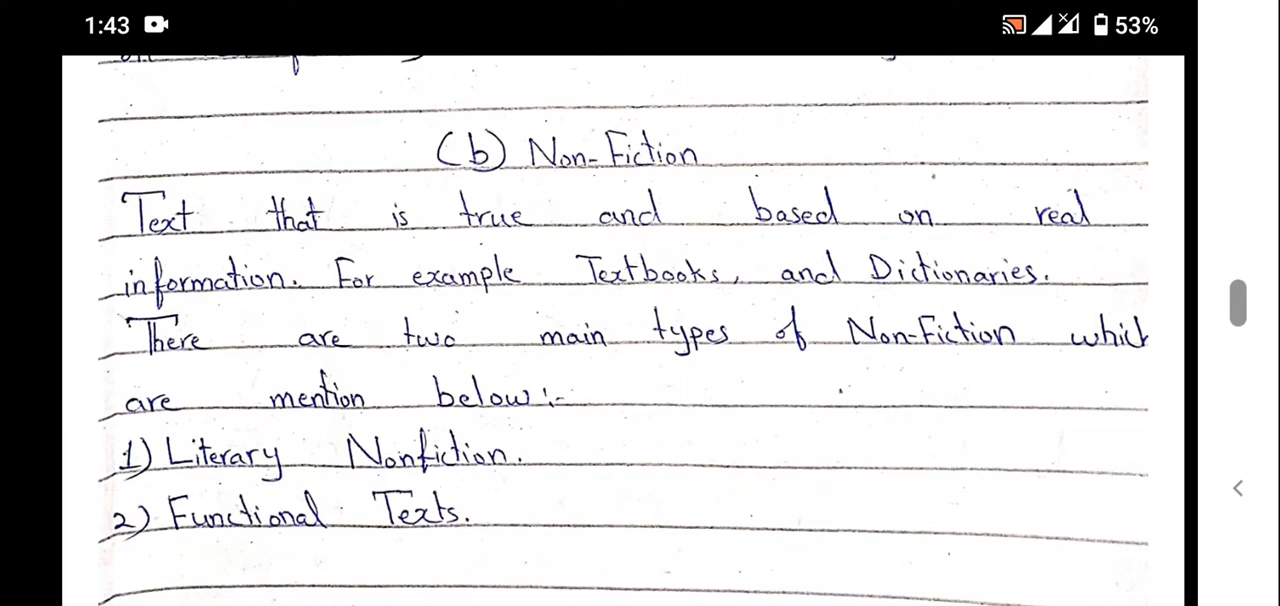 1:43
53%
(b) Non-Fiction
Text that is true and based on real
information. For example Textbooks, and Dictionaries.
There are two main types of Non-Fiction which
are mention below:-
1) Literary Nonfiction.
2) Functional Texts.